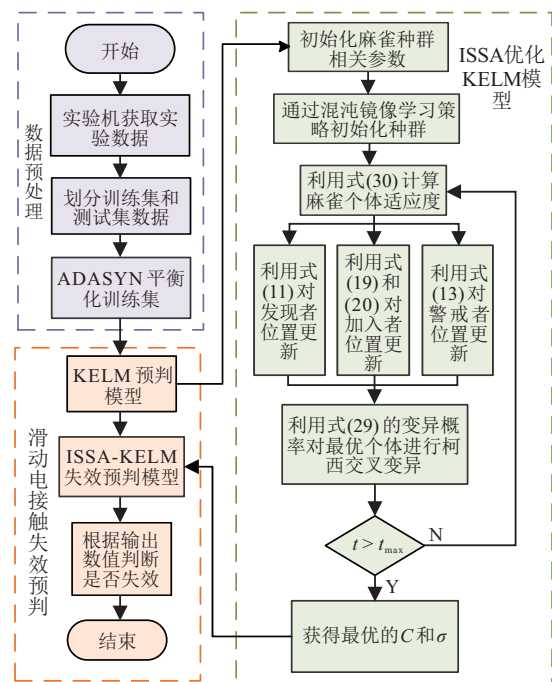 数据预处理
开始
实验机获取实
验数据
划分训练集和
测试集数据
ADASYN 平衡
化训练集
滑动电接触失效预判
KELM 预判
模型
ISSA-KELM
失效预判模型
根据输出
数值判断
是否失效
结束
ISSA优化
KELM模
型
初始化麻雀种群
相关参数
通过混沌镜像学习策
略初始化种群
利用式(30)计算
麻雀个体适应度
利用式
(11)对
发现者
位置更
新
利用式
(19)和
(20)对
加入者
位置更
新
利用式
(13)对
警戒者
位置更
新
利用式(29)的变异概
率对最优个体进行柯
西交叉变异
t > tmax
N
Y
获得最优的C和σ